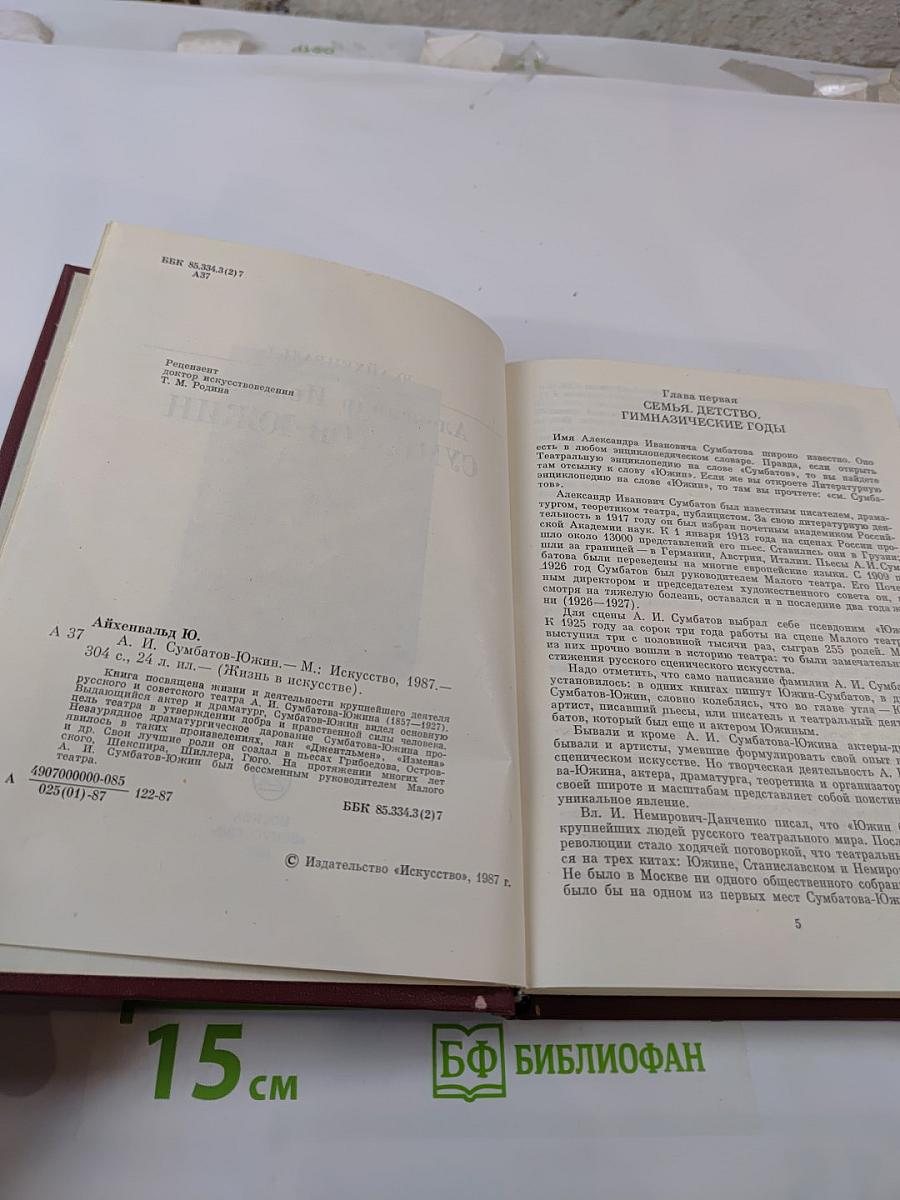 ББК 85.334.3(2)7
А37
Рецензент
доктор искусствоведения
Т. М. Родина
Айхенвальд Ю.
А 37 А. И. Сумбатов-Южин.— М.: Искусство, 1987.—
304 с., 24 л. ил.— (Жизнь в искусстве).
Книга посвящена жизни и деятельности крупнейшего деятеля
русского и советского театра А. И. Сумбатова-Южина (1857—1927).
Выдающийся актер и драматург, Сумбатов-Южин видел основную
цель театра в утверждении добра и нравственной силы человека.
Незаурядное драматургическое дарование Сумбатова-Южина про-
явилось в таких произведениях, как «Джентльмен», «Измена»
и др. Свои лучшие роли он создал в пьесах Грибоедова, Остров-
ского, Шекспира, Шиллера, Гюго. На протяжении многих лет
А. И. Сумбатов-Южин был бессменным руководителем Малого
театра.
А 4907000000-085
025(01)-87 122-87
ББК 85.334.3(2)7
© Издательство «Искусство», 1987 г.
Глава первая
СЕМЬЯ. ДЕТСТВО.
ГИМНАЗИЧЕСКИЕ ГОДЫ
Имя Александра Ивановича Сумбатова широко известно. Оно
есть в любом энциклопедическом словаре. Правда, если открыть
Театральную энциклопедию на слове «Сумбатов», то вы найдете
там отсылку к слову «Южин». Если же вы откроете Литературную
энциклопедию на слове «Южин», то там вы прочтете: «см. Сумба-
тов».
Александр Иванович Сумбатов был известным писателем, драма-
тургом, теоретиком театра, публицистом. За свою литературную дея-
тельность в 1917 году он был избран почетным академиком Россий-
ской Академии наук. К 1 января 1913 года на сценах России про-
шло около 13000 представлений его пьес. Ставились они в Грузии;
шли за границей — в Германии, Австрии, Италии. Пьесы А. И. Сум
батова были переведены на многие европейские языки. С 1909 п
1926 год Сумбатов был руководителем Малого театра. Его Поче
ным директором и председателем художественного совета он, н
смотря на тяжелую болезнь, оставался и в последние два года ж
ни (1926—1927).
Для сцены А. И. Сумбатов выбрал себе псевдоним «Юж
К 1925 году за сорок три года работы на сцене Малого театр
выступил три с половиной тысячи раз, сыграв 255 ролей. М
из них прочно вошли в историю театра: то были замечательн
стижения русского сценического искусства.
Надо отметить, что само написание фамилии А. И. Сумба
установилось: в одних книгах пишут Южин-Сумбатов, в д
Сумбатов-Южин, словно колеблясь, что во главе угла — Ю
артист, писавший пьесы, или писатель и театральный деят
батов, который был еще и актером Южиным.
Бывали и кроме А. И. Сумбатова-Южина актеры-др
бывали и артисты, умевшие формулировать свой опыт
сценическом искусстве. Но творческая деятельность А. И
ва-Южина, актера, драматурга, теоретика и организатор
своей широте и масштабам представляет собой поистин
уникальное явление.
Вл. И. Немирович-Данченко писал, что «Южин б
крупнейших людей русского театрального мира. Посл
революции стало ходячей поговоркой, что театральны
ся на трех китах: Южине, Станиславском и Немиров
Не было в Москве ни одного общественного собран
было бы на одном из первых мест Сумбатова-Юж
5
15 см
БФ БИБЛИОФАН